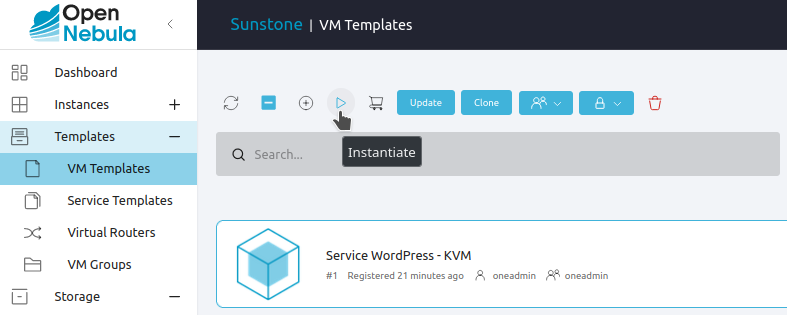 Open
Nebula
Sunstone | VM Templates
Dashboard
Instances
Templates
VM Templates
Service Templates
Virtual Routers
VM Groups
Storage
Update
Clone
Search...
Instantiate
Service WordPress - KVM
#1 Registered 21 minutes ago oneadmin oneadmin